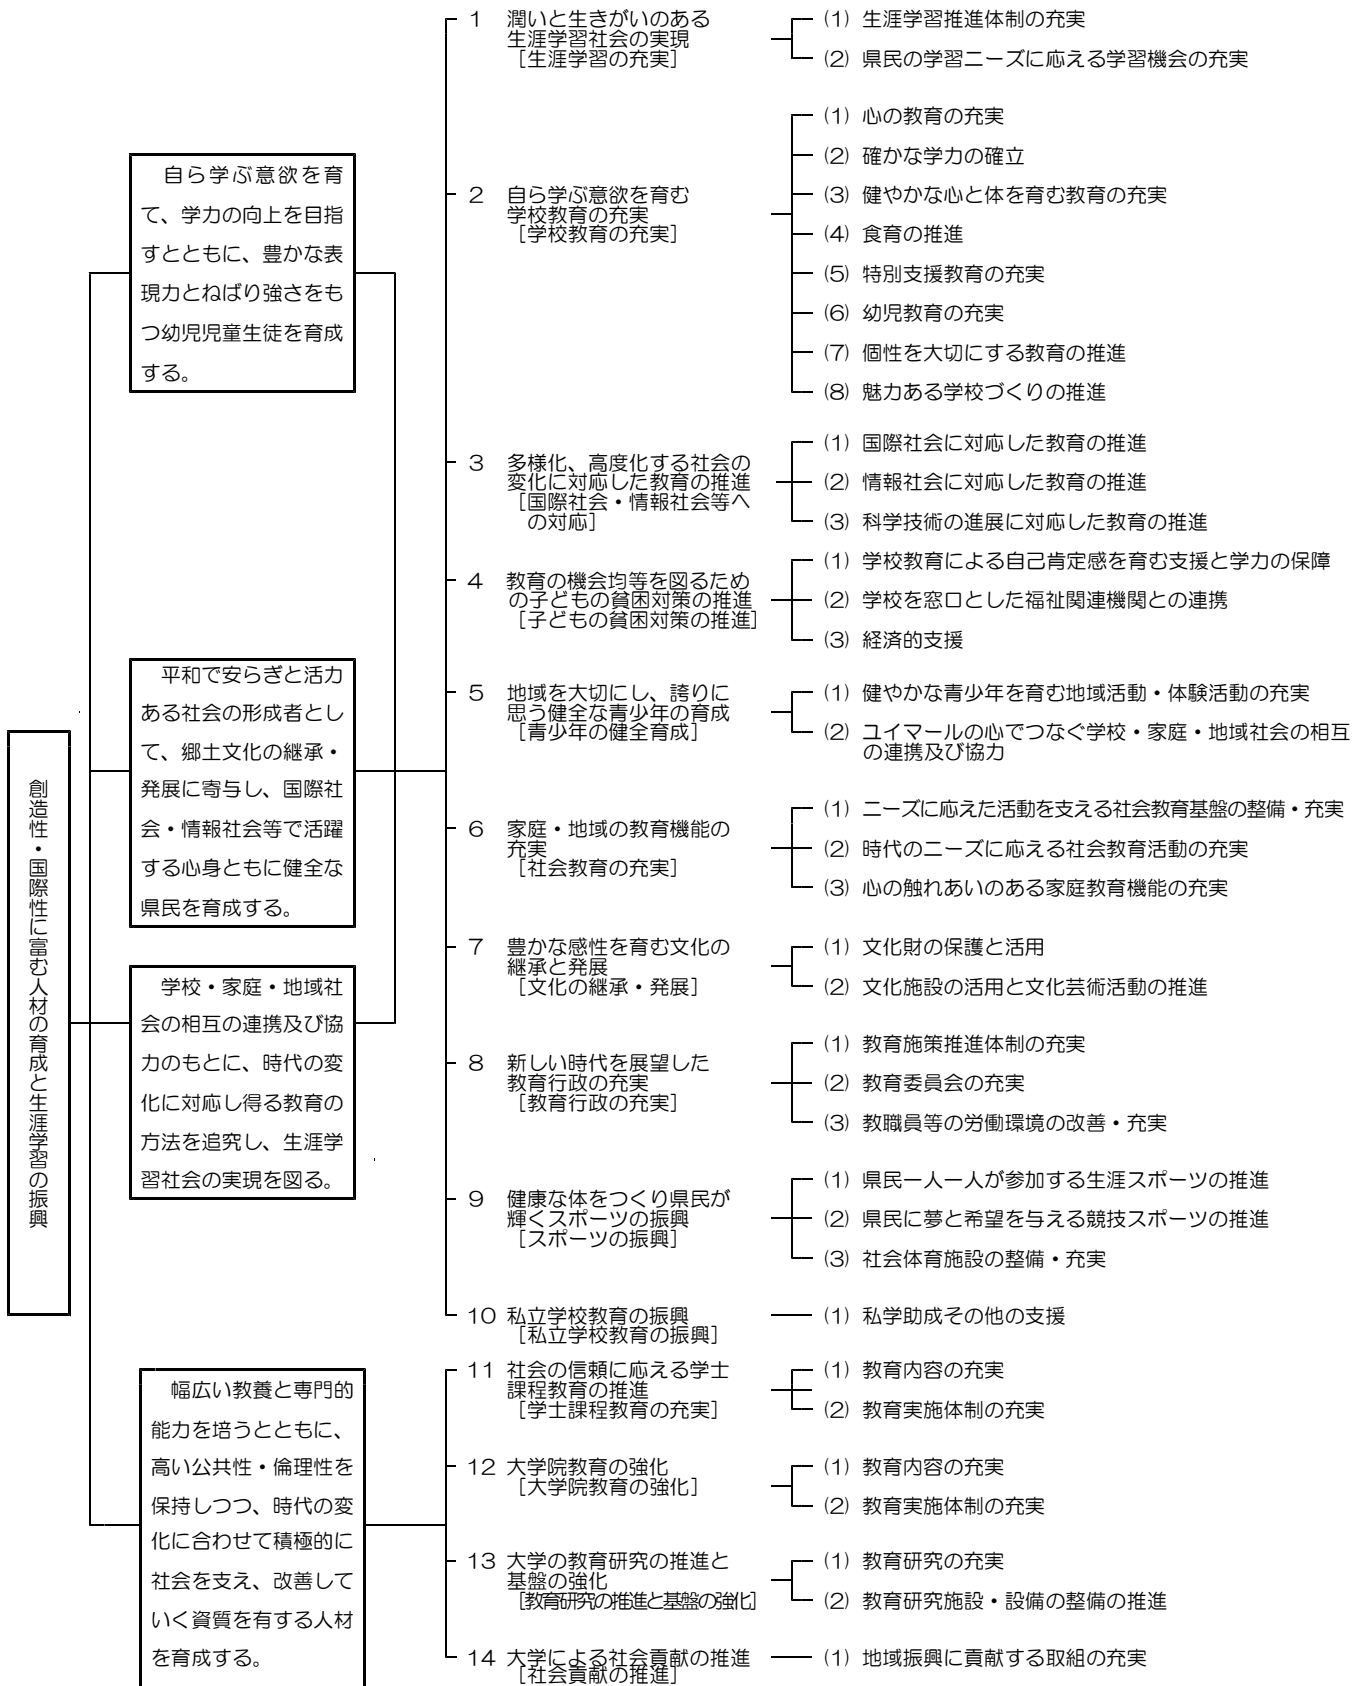 創造性・国際性に富む人材の育成と生涯学習の振興
自ら学ぶ意欲を育
て、学力の向上を目指
すとともに、豊かな表
現力とねばり強さをも
つ幼児児童生徒を育成
する。
平和で安らぎと活力
ある社会の形成者とし
て、郷土文化の継承・
発展に寄与し、国際社
会・情報社会等で活躍
する心身ともに健全な
県民を育成する。
学校・家庭・地域社
会の相互の連携及び協
力のもとに、時代の変
化に対応し得る教育の
方法を追究し、生涯学
習社会の実現を図る。
幅広い教養と専門的
能力を培うとともに、
高い公共性・倫理性を
保持しつつ、時代の変
化に合わせて積極的に
社会を支え、改善して
いく資質を有する人材
を育成する。
1 潤いと生きがいのある
生涯学習社会の実現
[生涯学習の充実]
(1) 生涯学習推進体制の充実
(2) 県民の学習ニーズに応える学習機会の充実
2 自ら学ぶ意欲を育む
学校教育の充実
[学校教育の充実]
(1) 心の教育の充実
(2) 確かな学力の確立
(3) 健やかな心と体を育む教育の充実
(4) 食育の推進
(5) 特別支援教育の充実
(6) 幼児教育の充実
(7) 個性を大切にする教育の推進
(8) 魅力ある学校づくりの推進
3 多様化、高度化する社会の
変化に対応した教育の推進
[国際社会・情報社会等へ
の対応]
(1) 国際社会に対応した教育の推進
(2) 情報社会に対応した教育の推進
(3) 科学技術の進展に対応した教育の推進
4 教育の機会均等を図るため
の子どもの貧困対策の推進
[子どもの貧困対策の推進]
(1) 学校教育による自己肯定感を育む支援と学力の保障
(2) 学校を窓口とした福祉関連機関との連携
(3) 経済的支援
5 地域を大切にし、誇りに
思う健全な青少年の育成
[青少年の健全育成]
(1) 健やかな青少年を育む地域活動・体験活動の充実
(2) ユイマールの心でつなぐ学校・家庭・地域社会の相互
の連携及び協力
6 家庭・地域の教育機能の
充実
[社会教育の充実]
(1) ニーズに応えた活動を支える社会教育基盤の整備・充実
(2) 時代のニーズに応える社会教育活動の充実
(3) 心の触れあいのある家庭教育機能の充実
7 豊かな感性を育む文化の
継承と発展
[文化の継承・発展]
(1) 文化財の保護と活用
(2) 文化施設の活用と文化芸術活動の推進
8 新しい時代を展望した
教育行政の充実
[教育行政の充実]
(1) 教育施策推進体制の充実
(2) 教育委員会の充実
(3) 教職員等の労働環境の改善・充実
9 健康な体をつくり県民が
輝くスポーツの振興
[スポーツの振興]
(1) 県民一人一人が参加する生涯スポーツの推進
(2) 県民に夢と希望を与える競技スポーツの推進
(3) 社会体育施設の整備・充実
10 私立学校教育の振興
[私立学校教育の振興]
(1) 私学助成その他の支援
11 社会の信頼に応える学士
課程教育の推進
[学士課程教育の充実]
(1) 教育内容の充実
(2) 教育実施体制の充実
12 大学院教育の強化
[大学院教育の強化]
(1) 教育内容の充実
(2) 教育実施体制の充実
13 大学の教育研究の推進と
基盤の強化
[教育研究の推進と基盤の強化]
(1) 教育研究の充実
(2) 教育研究施設・設備の整備の推進
14 大学による社会貢献の推進
[社会貢献の推進]
(1) 地域振興に貢献する取組の充実